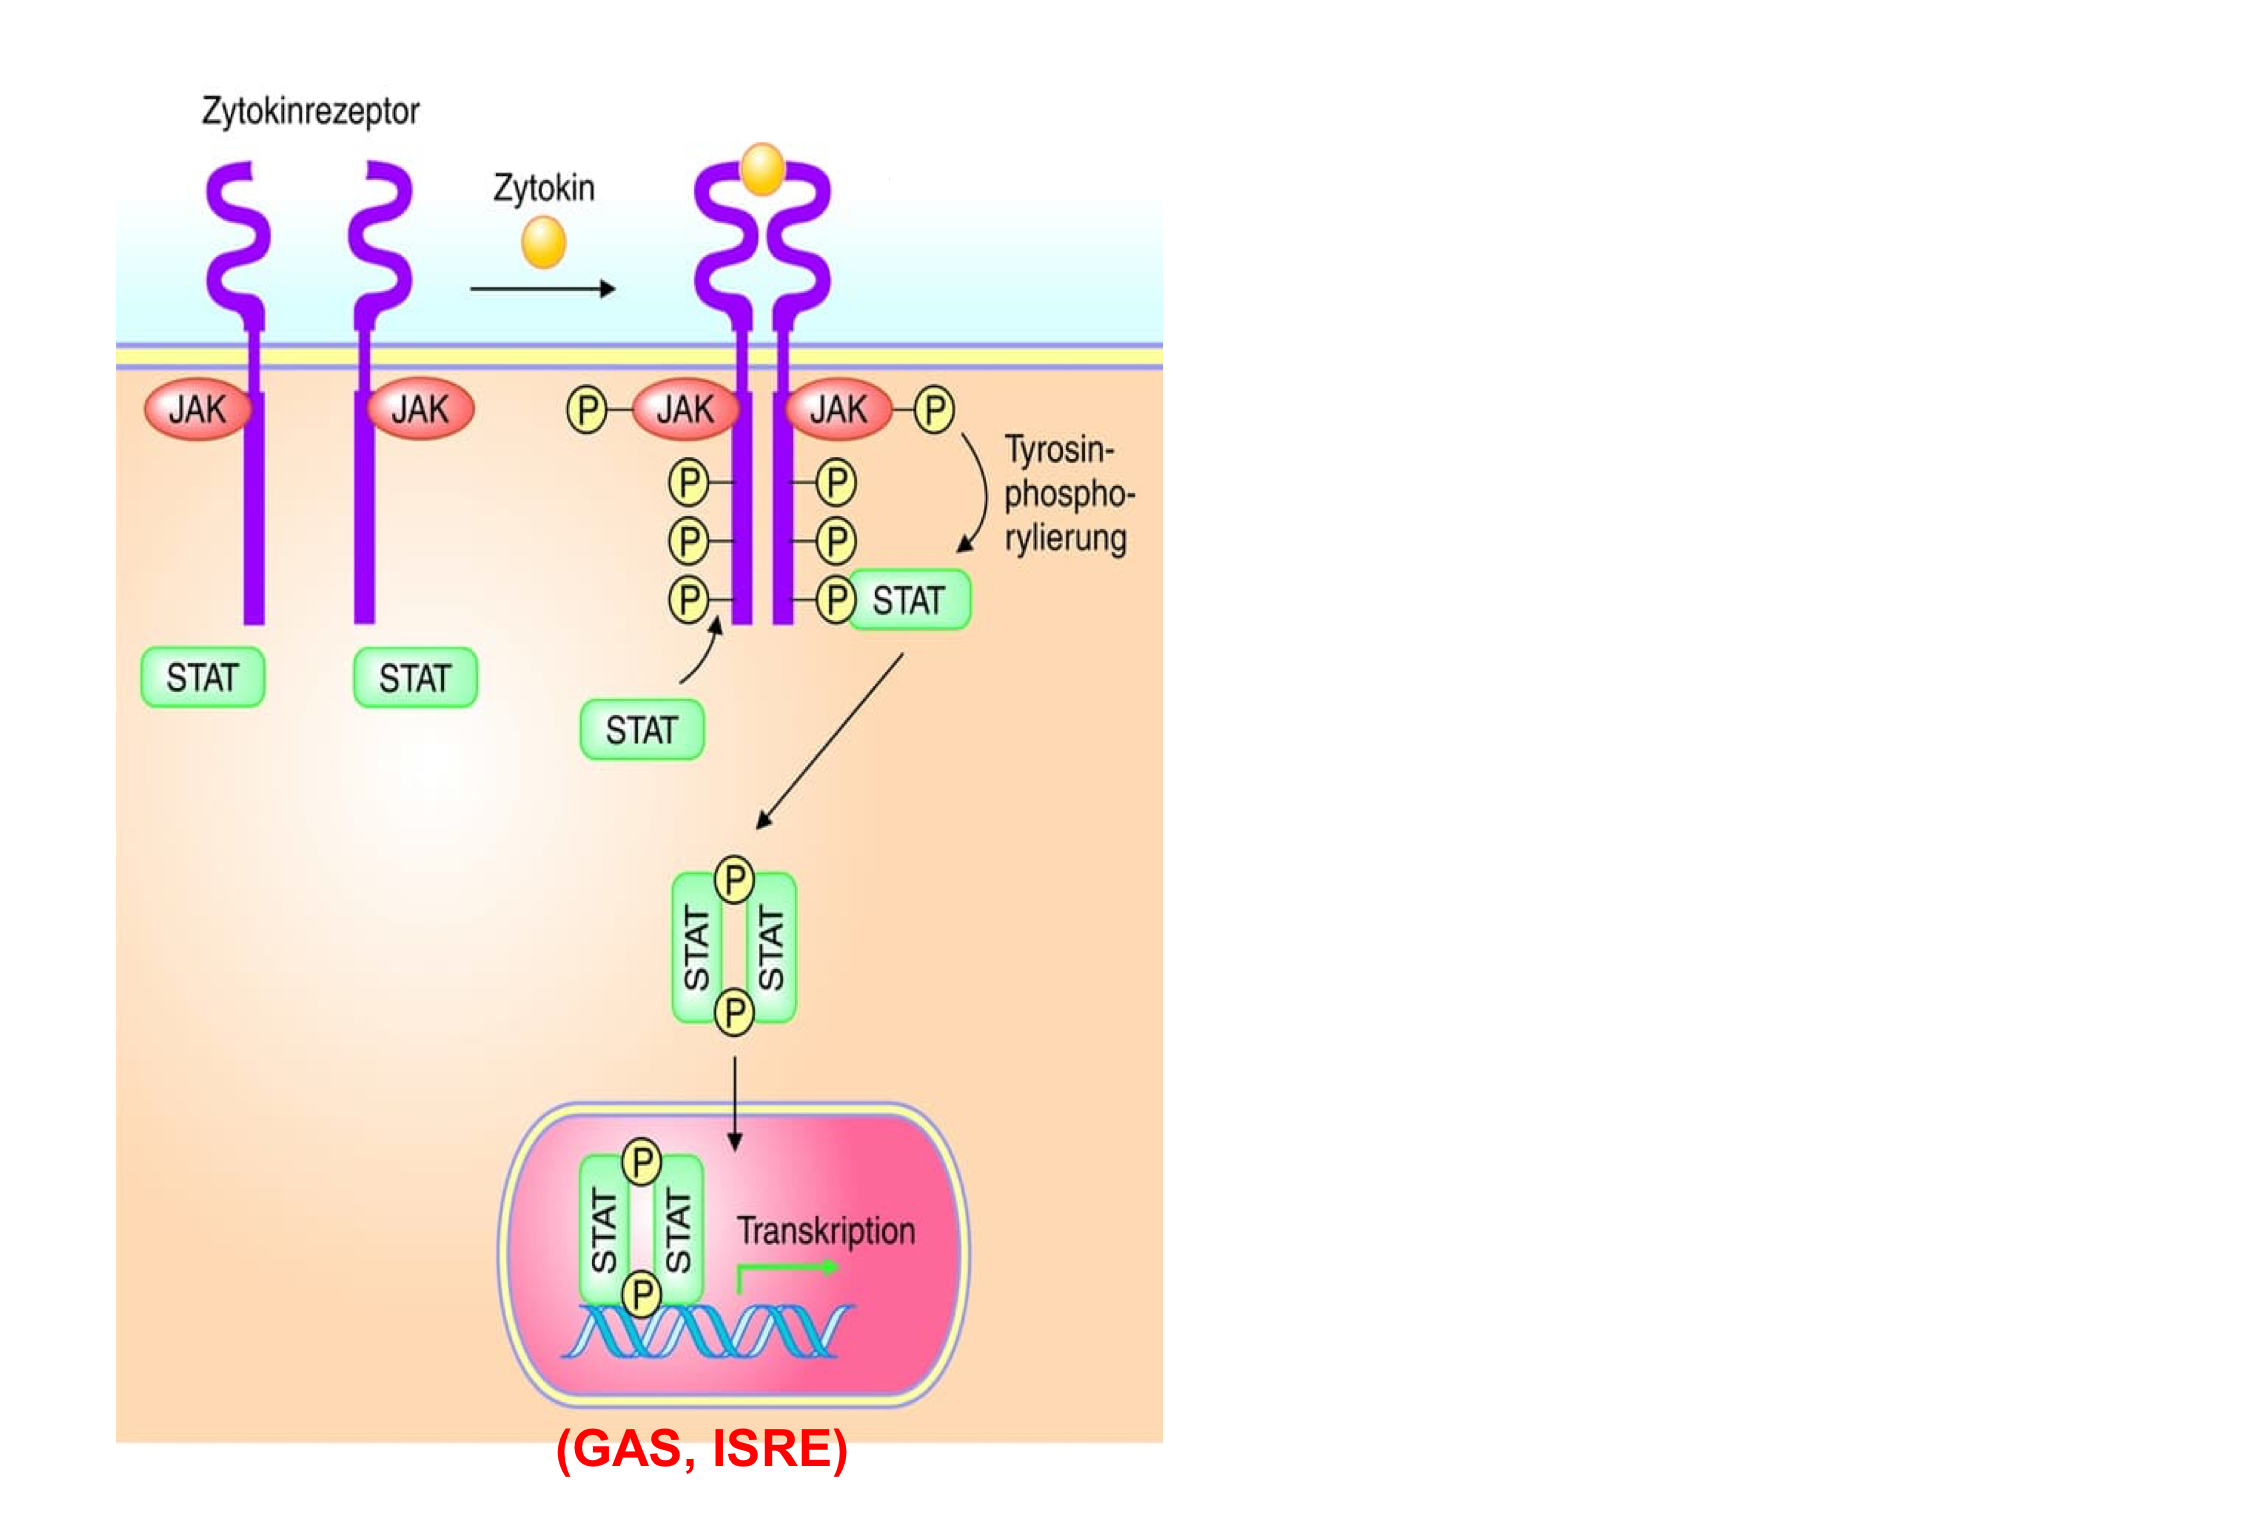 Zytokinrezeptor
Zytokin
JAK
JAK
P
JAK
JAK
P
Tyrosin-
phospho-
rylierung
P
P
P
P
P
P
STAT
STAT
STAT
STAT
P
STAT
STAT
P
P
STAT
STAT
Transkription
P
(GAS, ISRE)